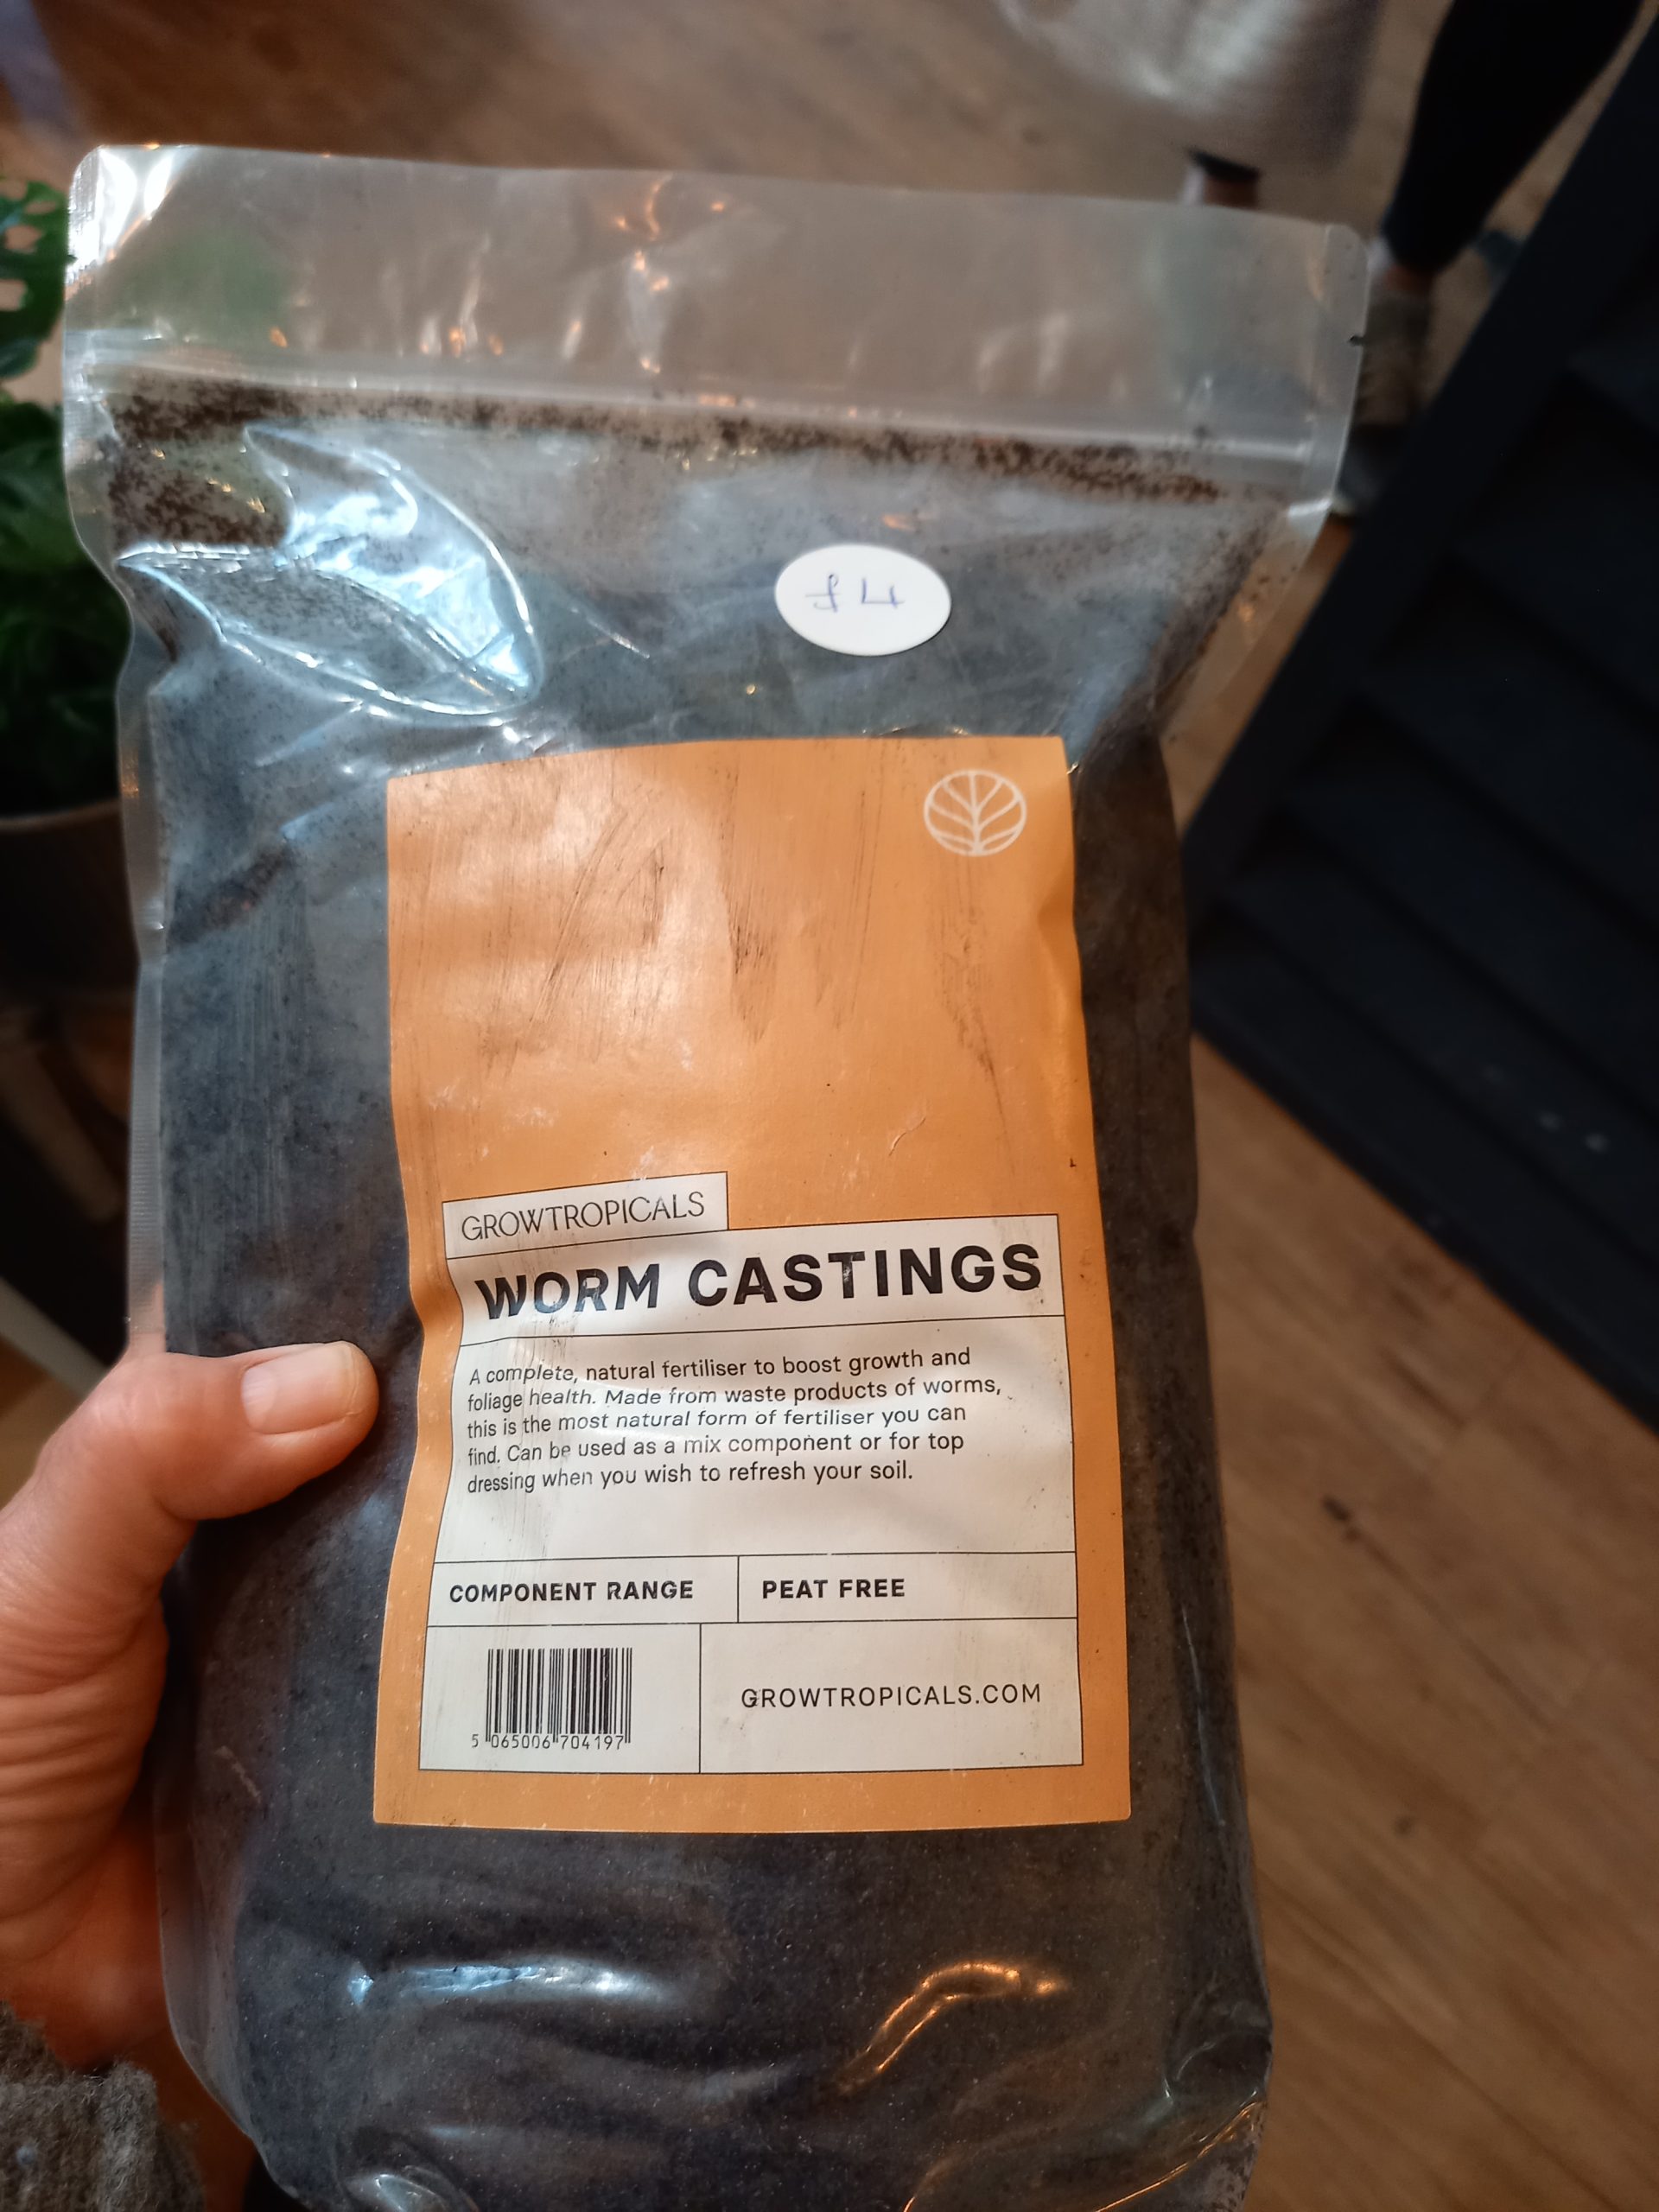 £4
GROWTROPICALS
WORM CASTINGS
A complete, natural fertiliser to boost growth and
foliage health. Made from waste products of worms,
this is the most natural form of fertiliser you can
find. Can be used as a mix component or for top
dressing when you wish to refresh your soil.
COMPONENT RANGE
PEAT FREE
5 065006 704197
GROWTROPICALS.COM